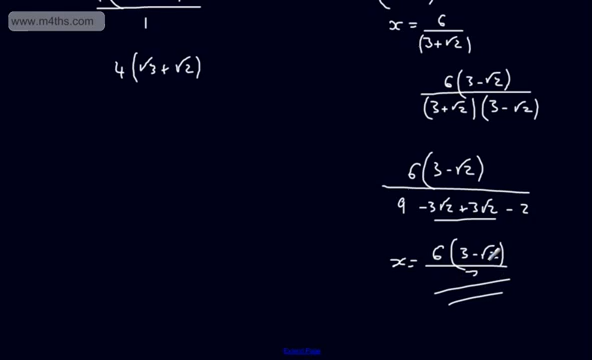 www.m4ths.com
1
4(√3 + √2)
x = 6 / (3+√2)
6(3-√2) / (3+√2)(3-√2)
6(3-√2) / 9 -3√2 +3√2 - 2
x = 6(3-√2) / 7